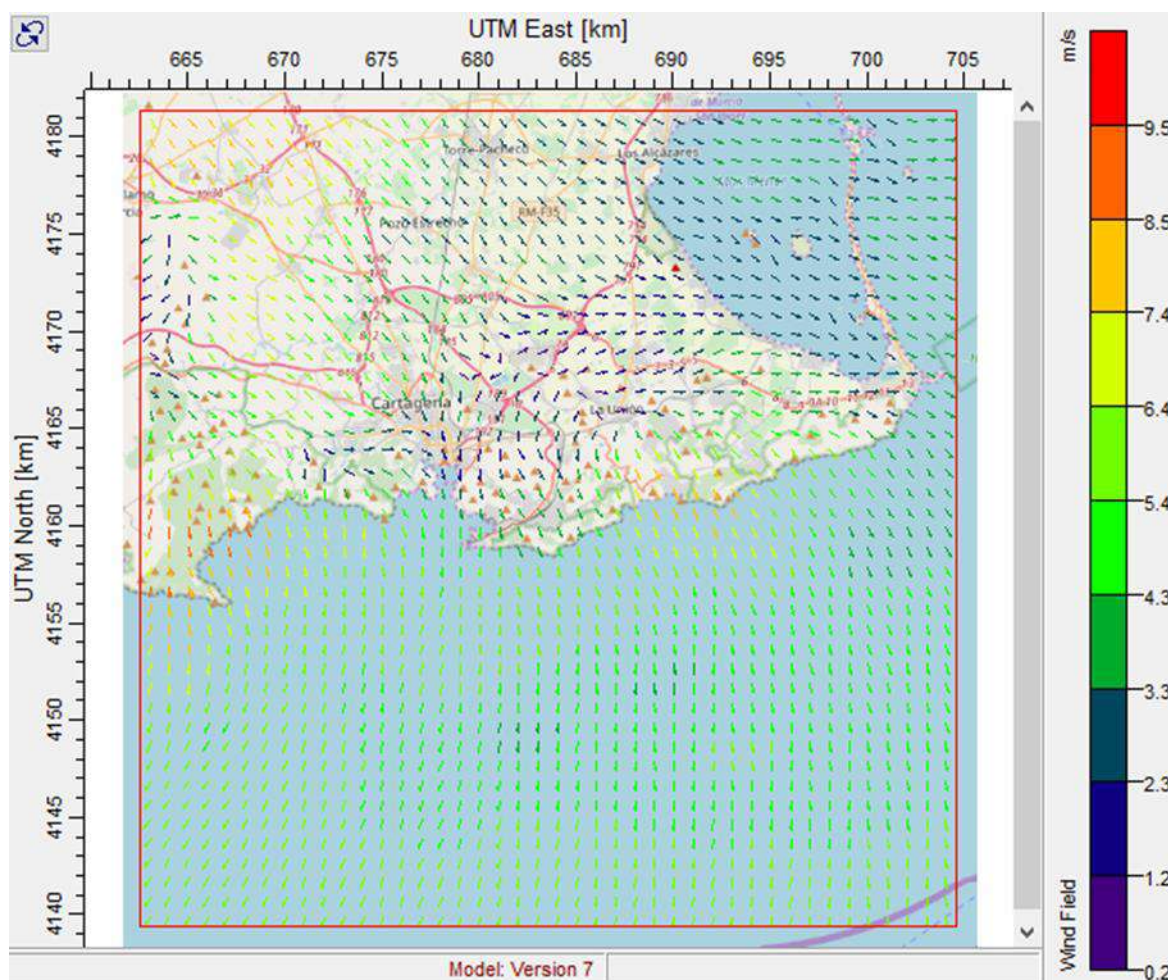 UTM East [km]
665 670 675 680 685 690 695 700 705
m/s
4180
4175
4170
4165
4160
4155
4150
4145
4140
UTM North [km]
Torre-Pacheco
Los Alcázares
RM-F35
Pozo Estrecho
Cartagena
La Unión
9.5
8.5
7.4
6.4
5.4
4.3
3.3
2.3
1.2
0.2
Wind Field
Model: Version 7